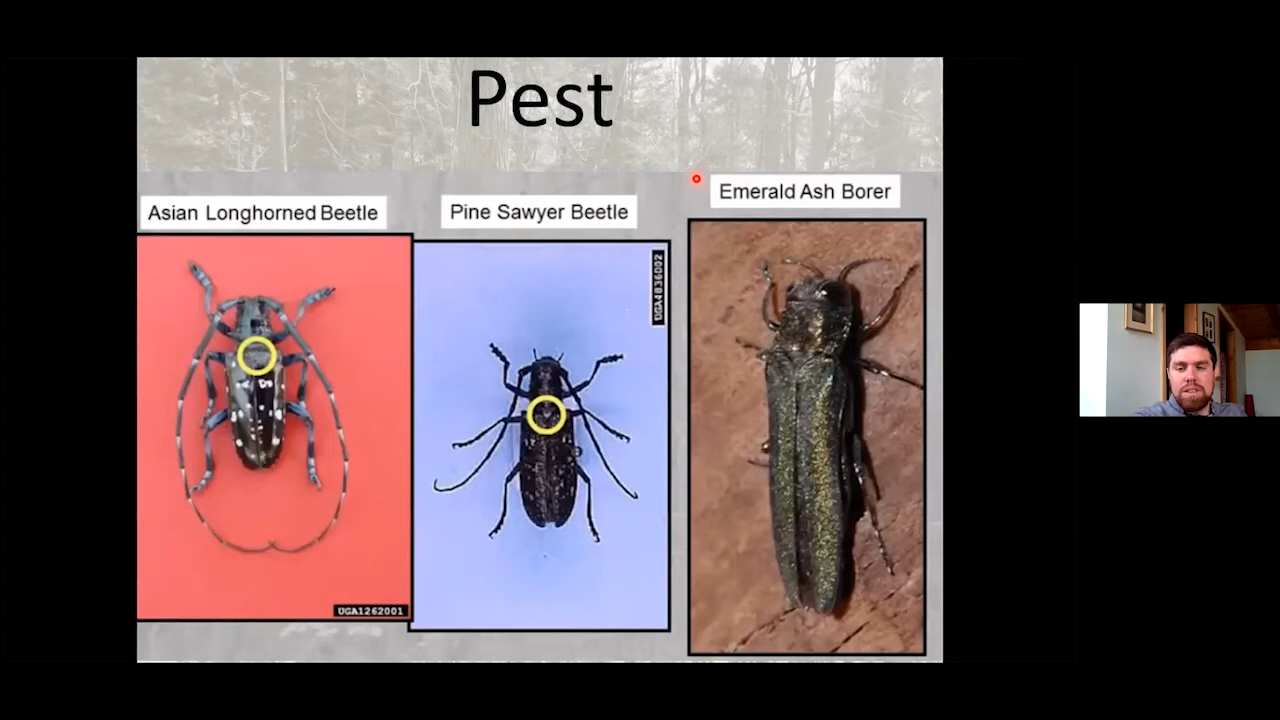 Pest
Asian Longhorned Beetle
Pine Sawyer Beetle
Emerald Ash Borer
UGA4836002
UGA1262001